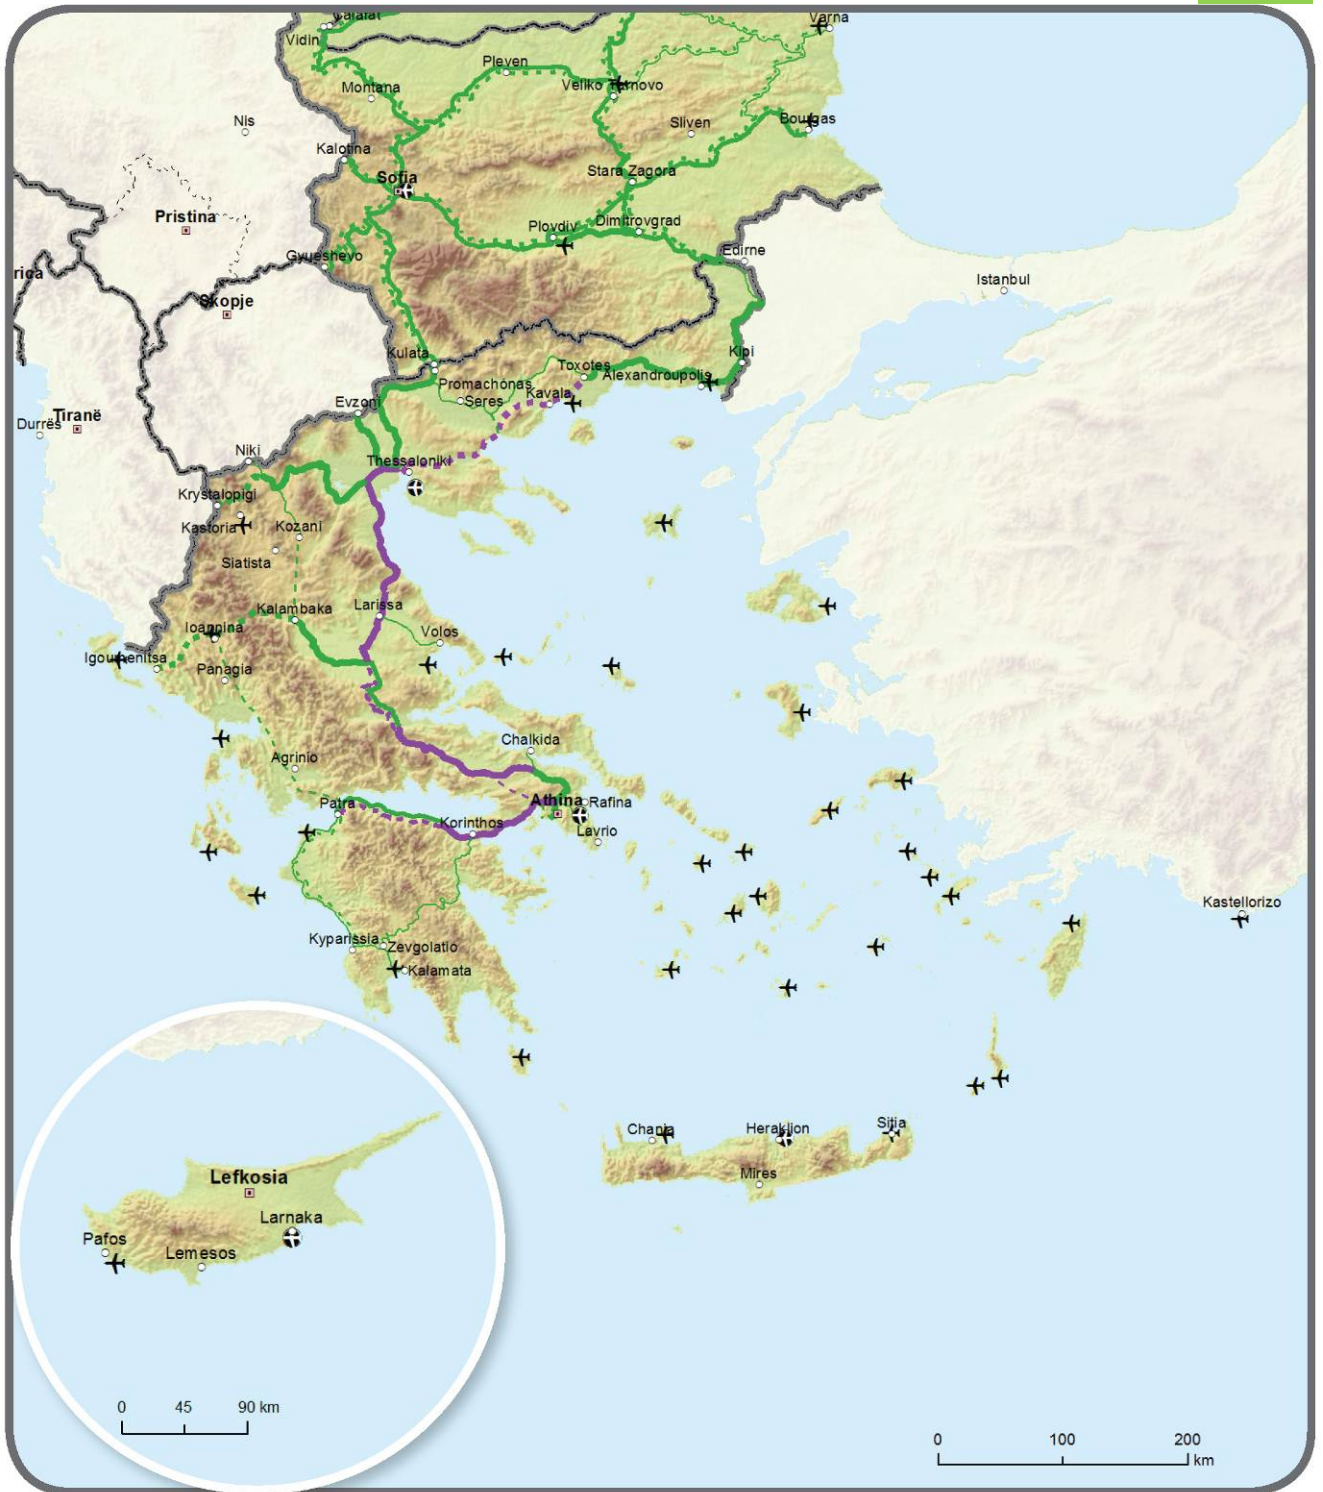 Calafat
Varna
Vidin
Pleven
Montana
Veliko Tarnovo
Nis
Sliven
Bourgas
Kalotina
Sofia
Stara Zagora
Pristina
Plovdiv
Dimitrovgrad
Gyueshevo
Edirne
rica
Istanbul
Skopje
Kulata
Kipi
Toxotes
Alexandroupolis
Promachonas
Seres
Kavala
Evzoni
Tiranë
Durrës
Niki
Thessaloniki
Krystalopigi
Kastoria
Kozani
Siatista
Kalambaka
Larissa
Ioannina
Volos
Igoumenitsa
Panagia
Chalkida
Agrinio
Patra
Athina
Rafina
Korinthos
Lavrio
Kastellorizo
Kyparissia
Zevgolatio
Kalamata
Chania
Heraklion
Sitia
Mires
Lefkosia
Larnaka
Pafos
Lemesos
0 45 90 km
0 100 200
km